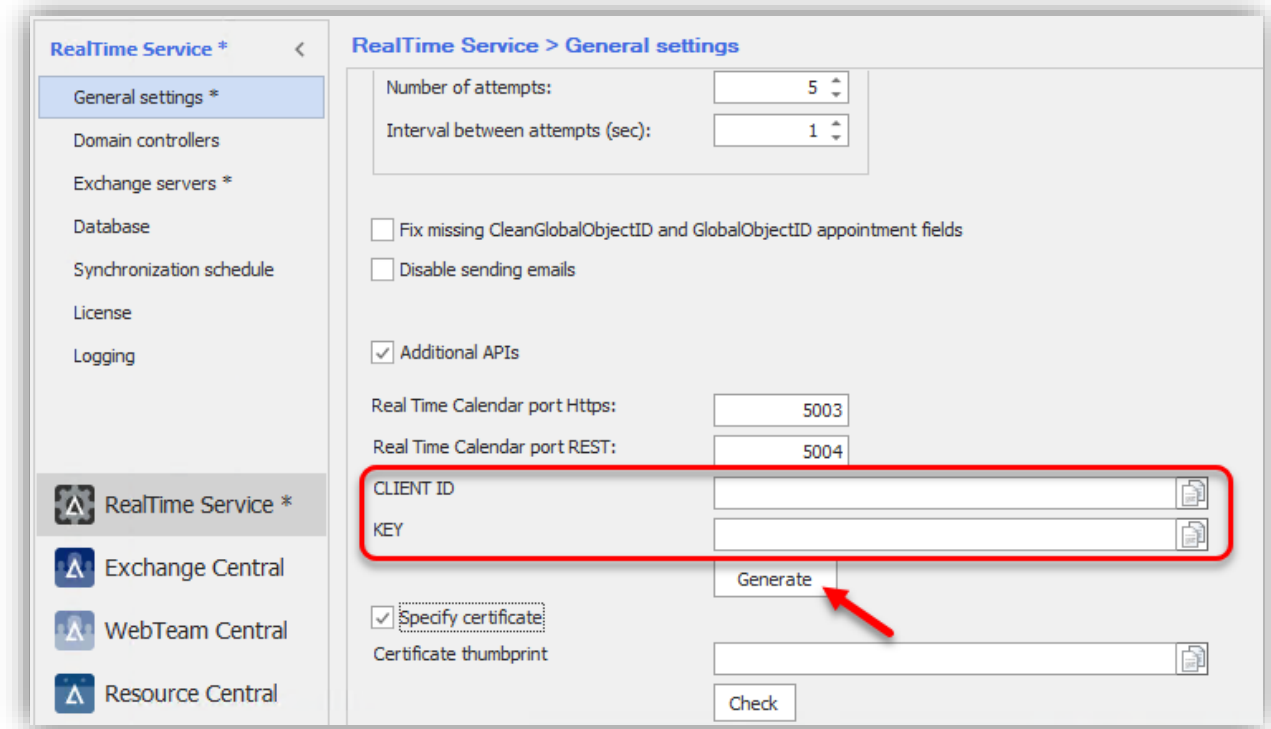 RealTime Service *
General settings *
Domain controllers
Exchange servers *
Database
Synchronization schedule
License
Logging
RealTime Service *
Exchange Central
WebTeam Central
Resource Central
RealTime Service > General settings
Number of attempts: 5
Interval between attempts (sec): 1
Fix missing CleanGlobalObjectID and GlobalObjectID appointment fields
Disable sending emails
Additional APIs
Real Time Calendar port Https: 5003
Real Time Calendar port REST: 5004
CLIENT ID
KEY
Generate
Specify certificate
Certificate thumbprint
Check